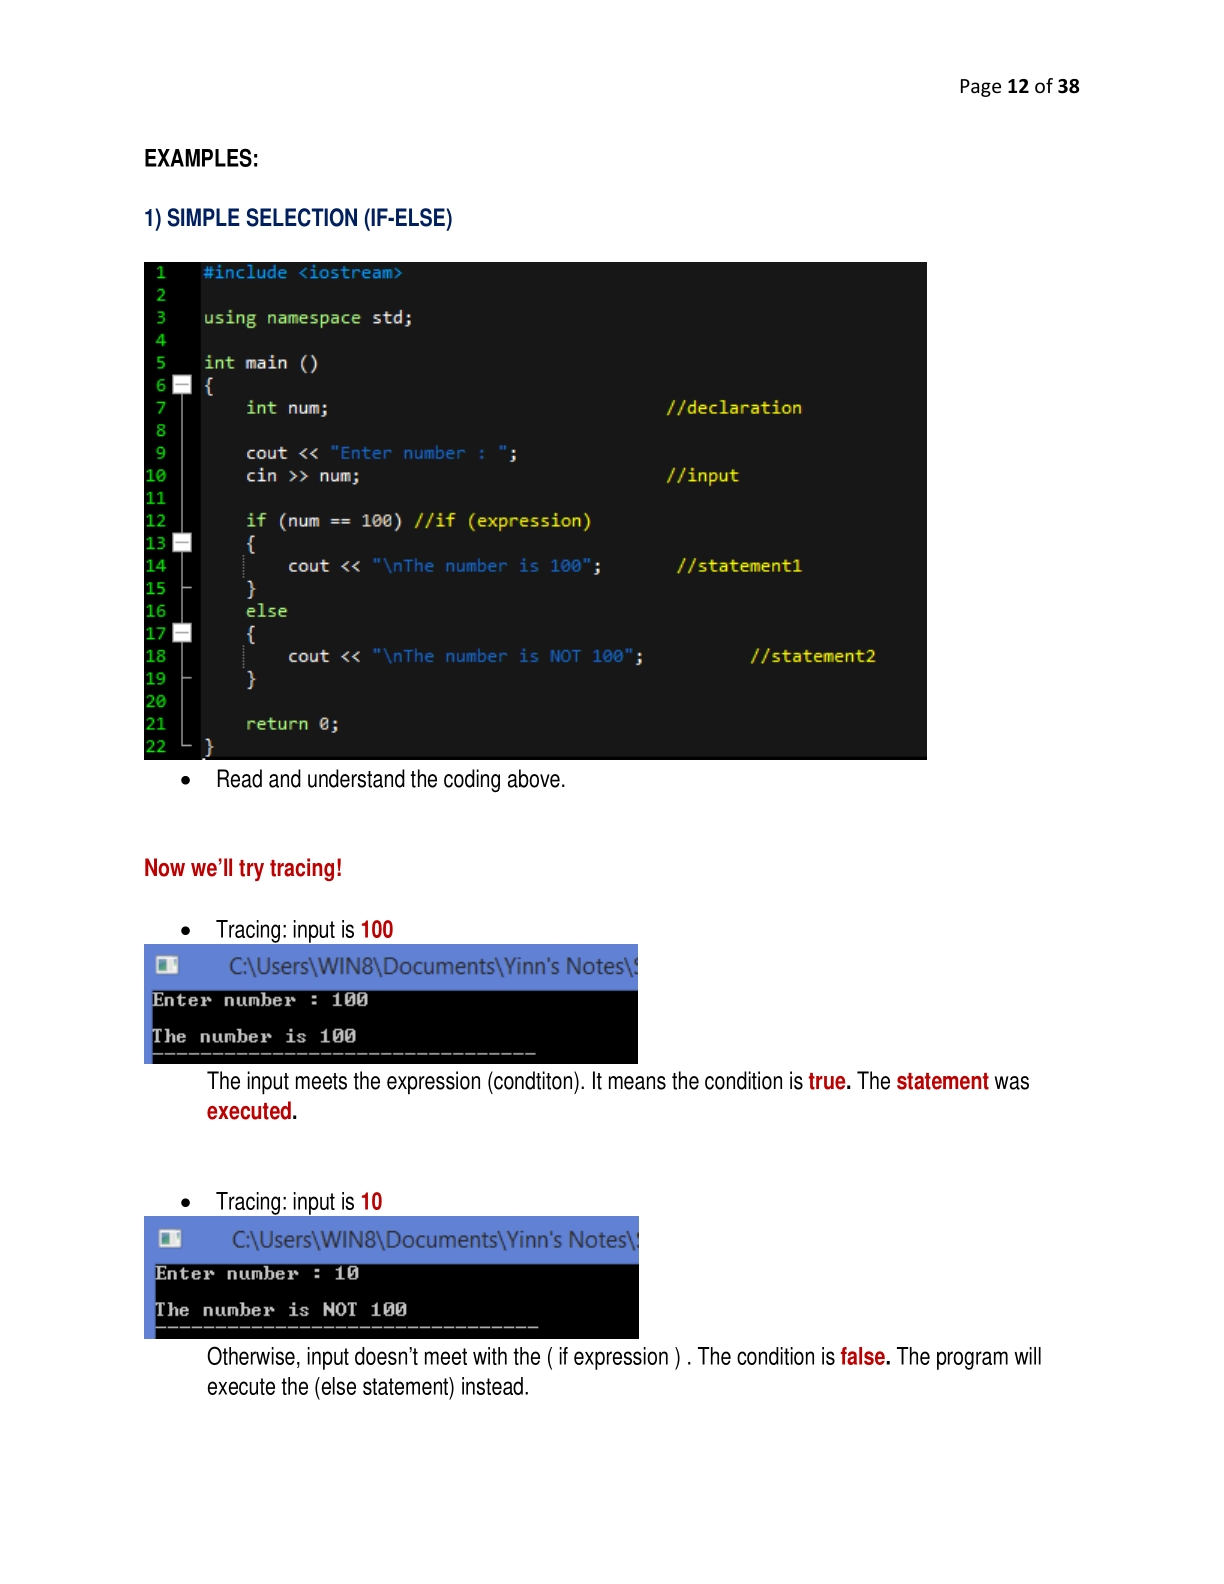 Page 12 of 38
EXAMPLES:
1) SIMPLE SELECTION (IF-ELSE)
1 #include <iostream>
2
3 using namespace std;
4
5 int main ()
6 {
7 int num; //declaration
8
9 cout << "Enter number : ";
10 cin >> num; //input
11
12 if (num == 100) //if (expression)
13 {
14 cout << "\nThe number is 100"; //statement1
15 }
16 else
17 {
18 cout << "\nThe number is NOT 100"; //statement2
19 }
20
21 return 0;
22 }
• Read and understand the coding above.
Now we’ll try tracing!
• Tracing: input is 100
C:\Users\WIN8\Documents\Yinn's Notes\
Enter number : 100
The number is 100
--------------------------------
The input meets the expression (condtiton). It means the condition is true. The statement was
executed.
• Tracing: input is 10
C:\Users\WIN8\Documents\Yinn's Notes\
Enter number : 10
The number is NOT 100
--------------------------------
Otherwise, input doesn’t meet with the ( if expression ) . The condition is false. The program will
execute the (else statement) instead.